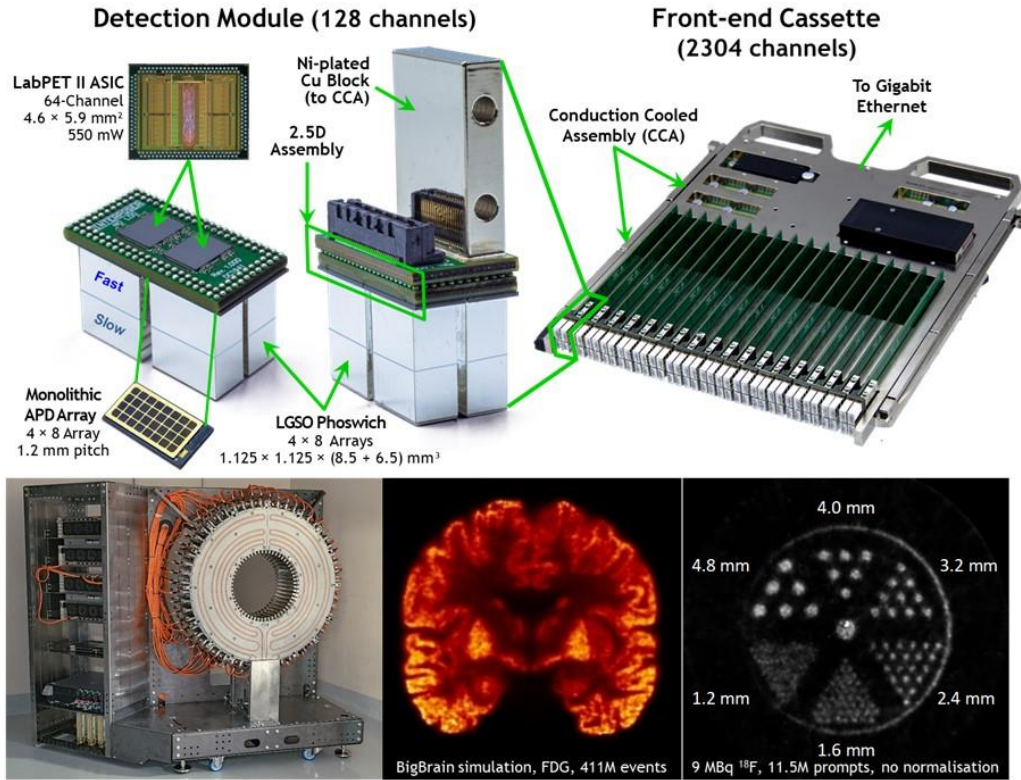 Detection Module (128 channels)
Front-end Cassette
(2304 channels)
LabPET II ASIC
64-Channel
4.6 × 5.9 mm²
550 mW
Ni-plated
Cu Block
(to CCA)
2.5D
Assembly
To Gigabit
Ethernet
Conduction Cooled
Assembly (CCA)
Fast
Slow
Monolithic
APD Array
4 × 8 Array
1.2 mm pitch
LGSO Phoswich
4 × 8 Arrays
1.125 × 1.125 × (8.5 + 6.5) mm³
4.0 mm
4.8 mm
3.2 mm
1.2 mm
2.4 mm
1.6 mm
BigBrain simulation, FDG, 411M events
9 MBq ¹⁸F, 11.5M prompts, no normalisation